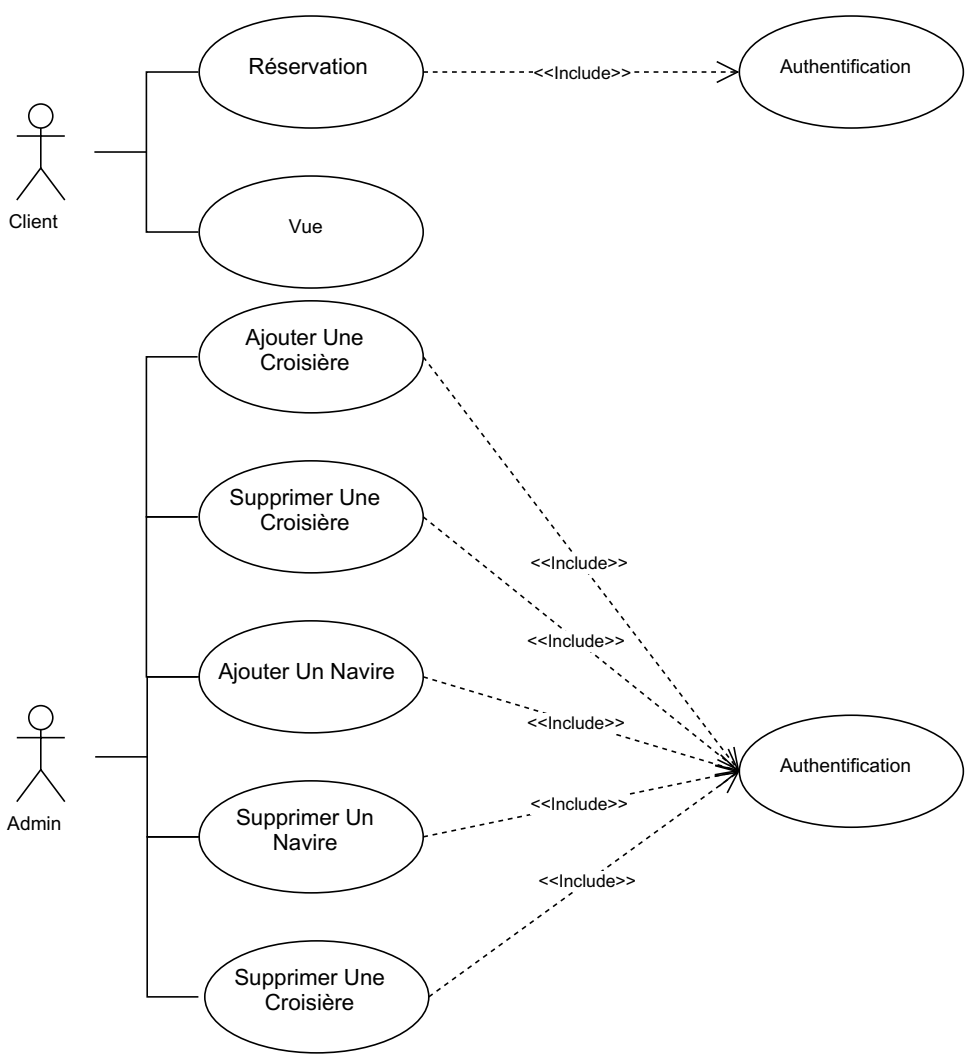 Réservation
<<Include>>
Authentification
Client
Vue
Ajouter Une
Croisière
Supprimer Une
Croisière
<<Include>>
<<Include>>
Ajouter Un Navire
<<Include>>
Authentification
Admin
Supprimer Un
Navire
<<Include>>
<<Include>>
Supprimer Une
Croisière